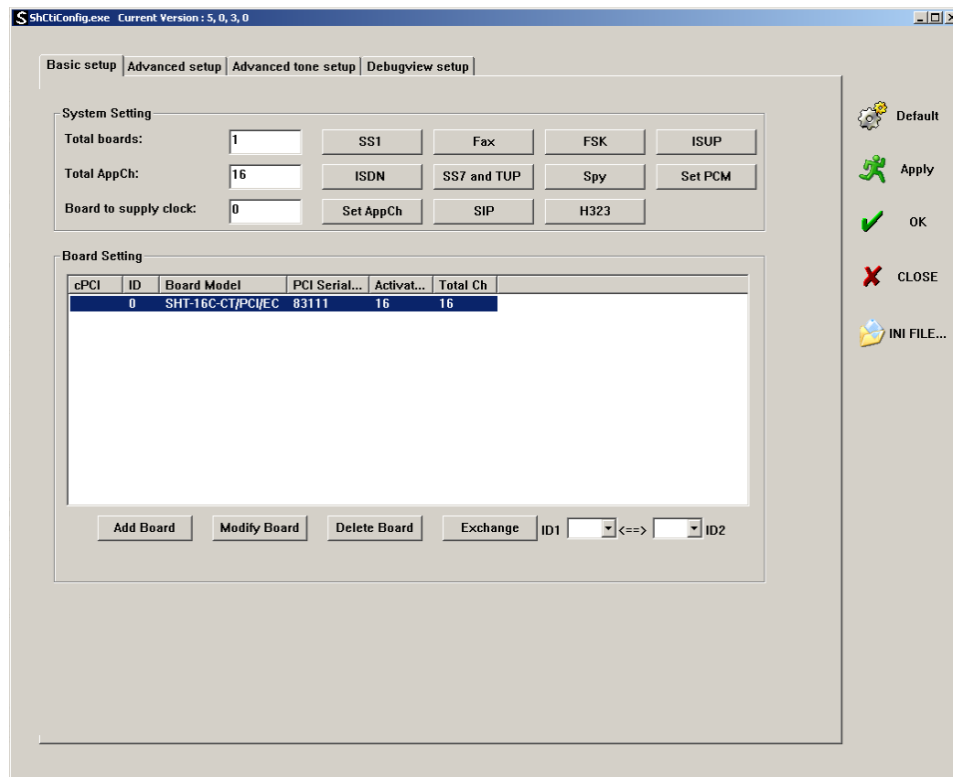 ShCtiConfig.exe Current Version : 5, 0, 3, 0
Basic setup Advanced setup Advanced tone setup Debugview setup
System Setting
Total boards: 1 SS1 Fax FSK ISUP
Total AppCh: 16 ISDN SS7 and TUP Spy Set PCM
Board to supply clock: 0 Set AppCh SIP H323
Board Setting
cPCI ID Board Model PCI Serial... Activat... Total Ch
0 SHT-16C-CT/PCI/EC 83111 16 16
Add Board Modify Board Delete Board Exchange ID1 <==> ID2
Default
Apply
OK
CLOSE
INI FILE...